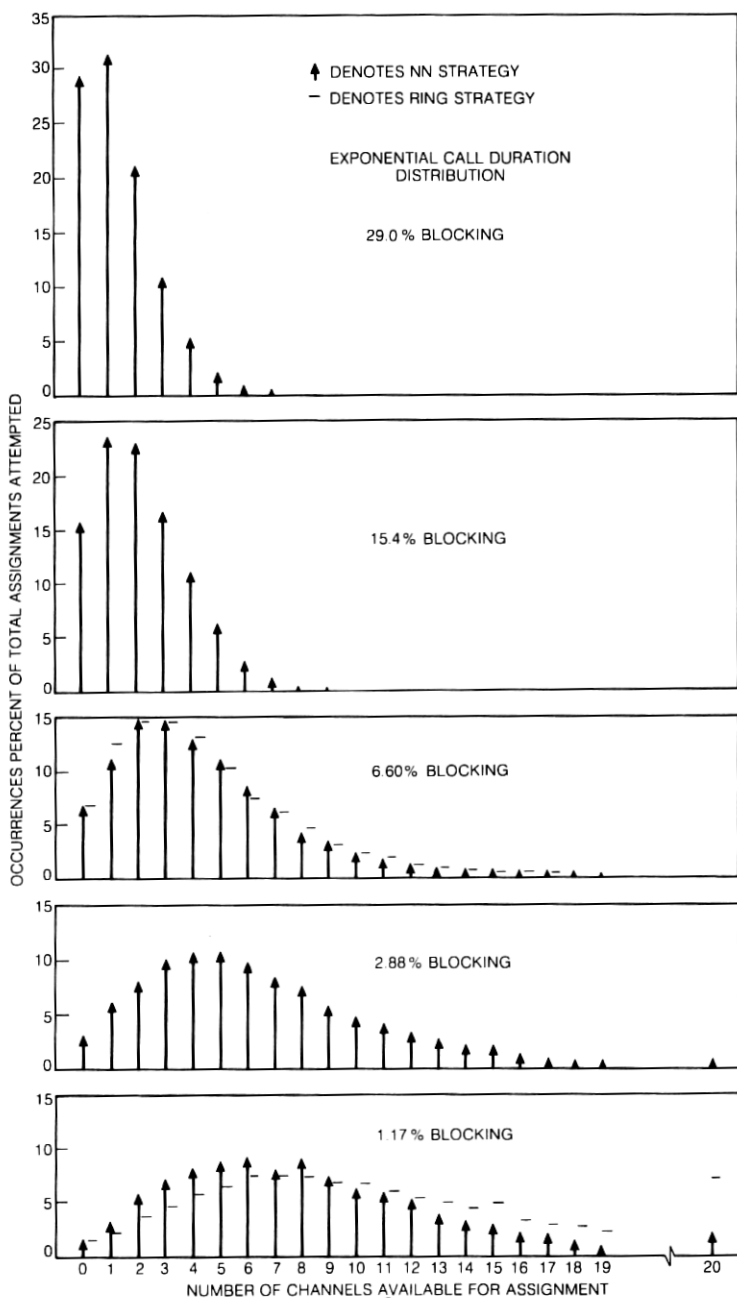 OCCURRENCES PERCENT OF TOTAL ASSIGNMENTS ATTEMPTED
35
30
25
20
15
10
5
0
DENOTES NN STRATEGY
DENOTES RING STRATEGY
EXPONENTIAL CALL DURATION
DISTRIBUTION
29.0% BLOCKING
25
20
15
10
5
0
15.4% BLOCKING
15
10
5
0
6.60% BLOCKING
15
10
5
0
2.88% BLOCKING
15
10
5
0
1.17% BLOCKING
0 1 2 3 4 5 6 7 8 9 10 11 12 13 14 15 16 17 18 19 20
NUMBER OF CHANNELS AVAILABLE FOR ASSIGNMENT